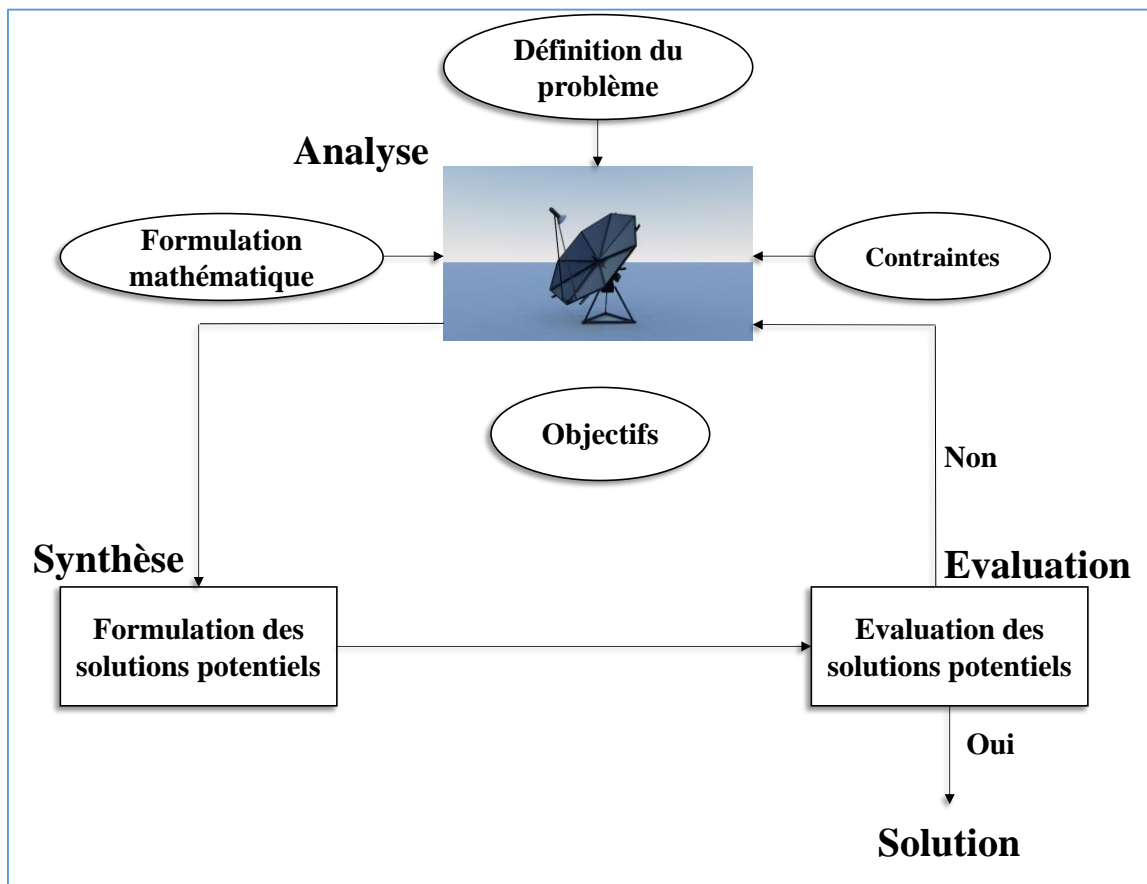 Définition du
problème
Analyse
Formulation
mathématique
Contraintes
Objectifs
Non
Synthèse
Evaluation
Formulation des
solutions potentiels
Evaluation des
solutions potentiels
Oui
Solution